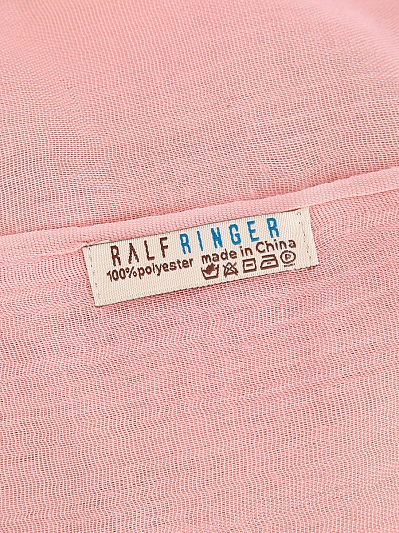 RALF RINGER
100%polyester made in China